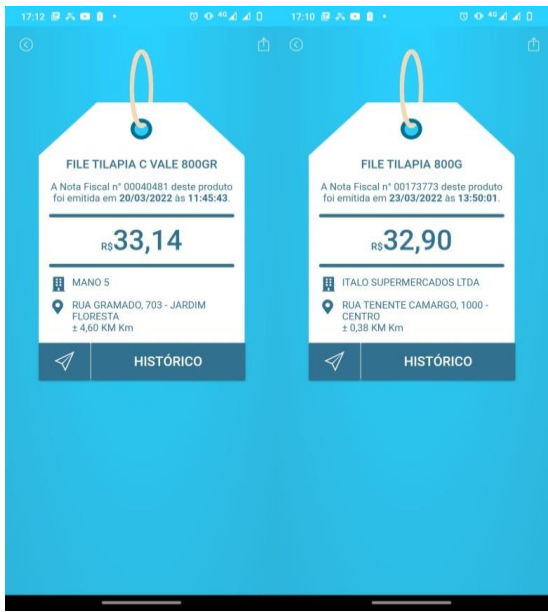 17:12
4G
FILE TILAPIA C VALE 800GR
A Nota Fiscal n° 00040481 deste produto
foi emitida em 20/03/2022 às 11:45:43.
R$33,14
MANO 5
RUA GRAMADO, 703 - JARDIM
FLORESTA
± 4,60 KM Km
HISTÓRICO
17:10
4G
FILE TILAPIA 800G
A Nota Fiscal n° 00173773 deste produto
foi emitida em 23/03/2022 às 13:50:01.
R$32,90
ITALO SUPERMERCADOS LTDA
RUA TENENTE CAMARGO, 1000 -
CENTRO
± 0,38 KM Km
HISTÓRICO